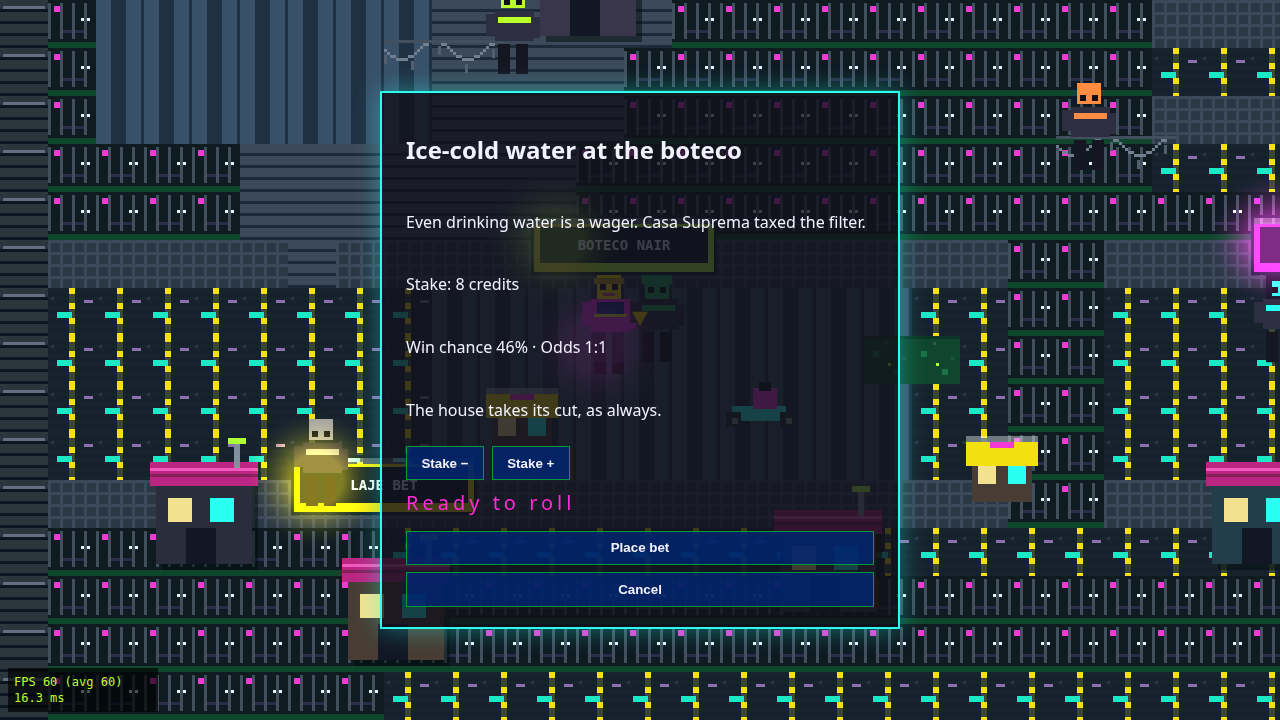 Ice-cold water at the boteco
Even drinking water is a wager. Casa Suprema taxed the filter.
BOTECO NAIR
Stake: 8 credits
Win chance 46% · Odds 1:1
The house takes its cut, as always.
Stake − Stake +
LAJE BET
Ready to roll
Place bet
Cancel
FPS 60 (avg 60)
16.3 ms